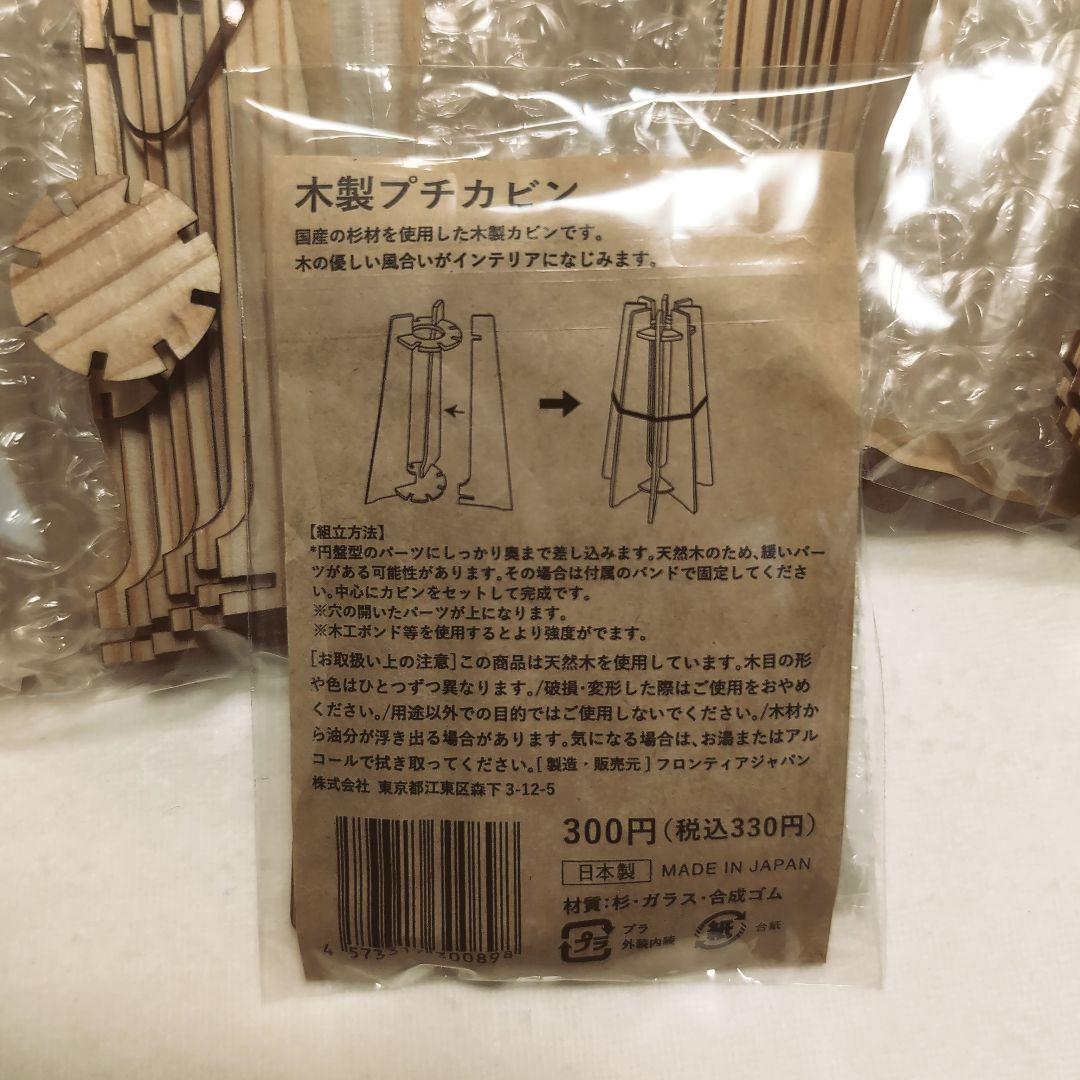 木製プチカビン
国産の杉材を使用した木製カビンです。
木の優しい風合いがインテリアになじみます。
【組立方法】
*円盤型のパーツにしっかり奥まで差し込みます。天然木のため、緩いパー
ツがある可能性があります。その場合は付属のバンドで固定してくださ
い。中心にカビンをセットして完成です。
※穴の開いたパーツが上になります。
※木工ボンド等を使用するとより強度がでます。
[お取扱い上の注意]この商品は天然木を使用しています。木目の形
や色はひとつずつ異なります。/破損・変形した際はご使用をおやめ
ください。/用途以外での目的ではご使用しないでください。/木材か
ら油分が浮き出る場合があります。気になる場合は、お湯またはアル
コールで拭き取ってください。[製造・販売元]フロンティアジャパン
株式会社 東京都江東区森下3-12-5
300円(税込330円)
日本製 MADE IN JAPAN
材質:杉・ガラス・合成ゴム
プラ プラ
外装内装
紙 台紙